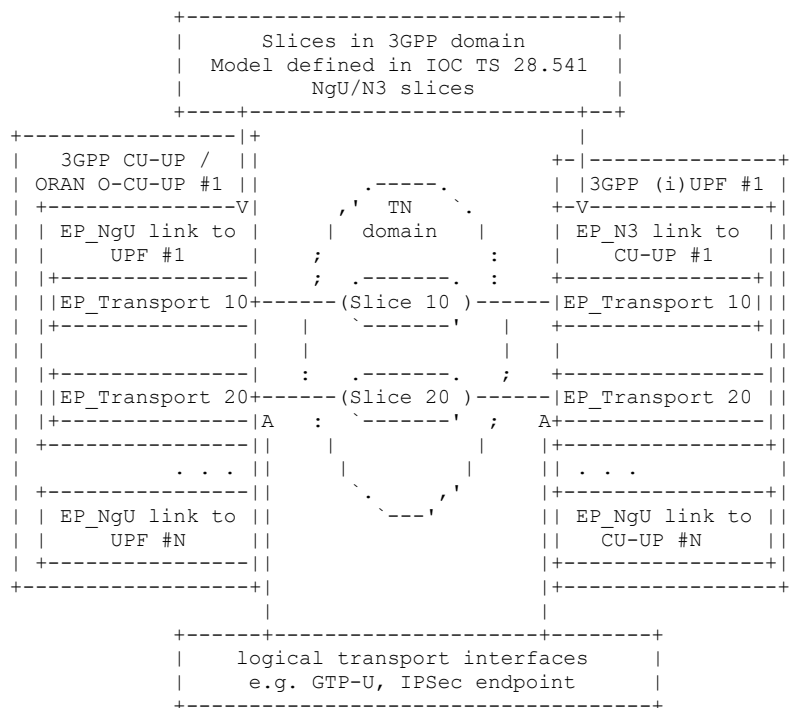 Slices in 3GPP domain
Model defined in IOC TS 28.541
NgU/N3 slices
3GPP CU-UP /
ORAN O-CU-UP #1
3GPP (i)UPF #1
TN
domain
EP_NgU link to
UPF #1
EP_N3 link to
CU-UP #1
EP_Transport 10
(Slice 10 )
EP_Transport 10
EP_Transport 20
(Slice 20 )
EP_Transport 20
. . .
. . .
EP_NgU link to
UPF #N
EP_NgU link to
CU-UP #N
logical transport interfaces
e.g. GTP-U, IPSec endpoint